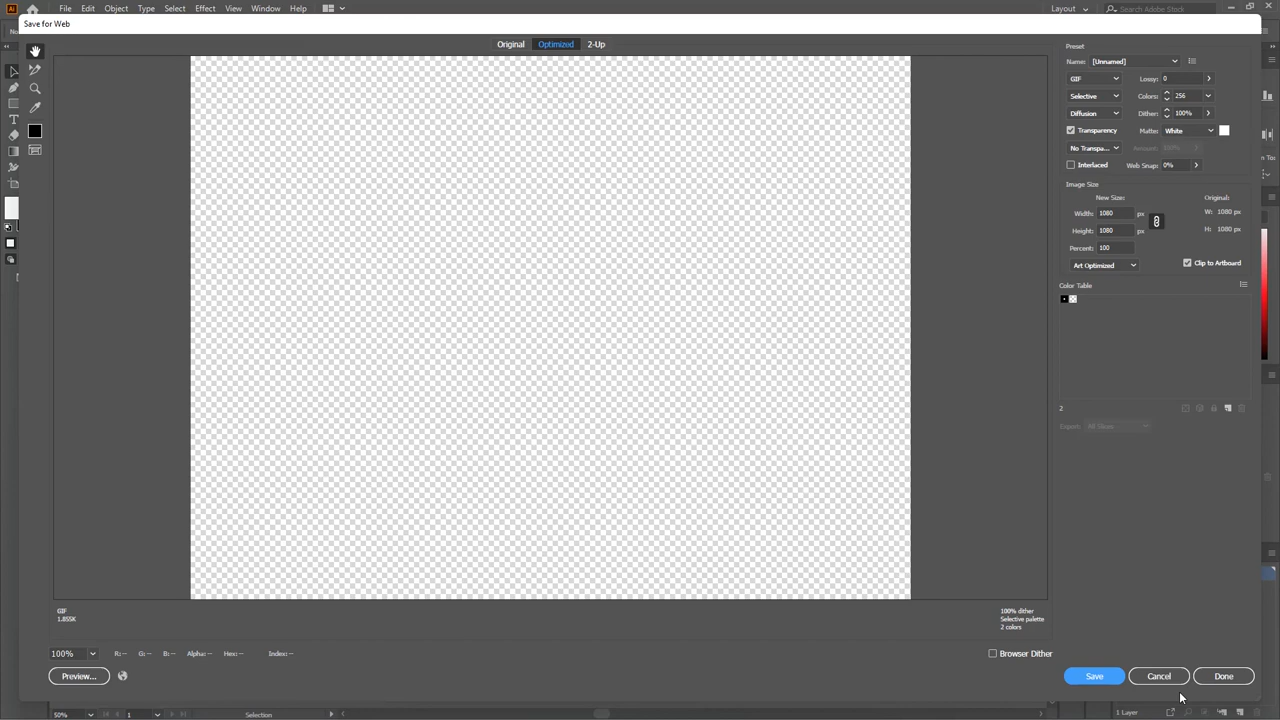 Ai File Edit Object Type Select Effect View Window Help Layout Search Adobe Stock
Save for Web
Original Optimized 2-Up
Preset
Name: [Unnamed]
GIF Lossy: 0
Selective Colors: 256
Diffusion Dither: 100%
Transparency Matte: White
No Transpa... Amount: 100%
Interlaced Web Snap: 0%
Image Size
New Size: Original:
Width: 1080 px W: 1080 px
Height: 1080 px H: 1080 px
Percent: 100
Art Optimized Clip to Artboard
Color Table
2
Export: All Slices
GIF
1.855K
100% dither
Selective palette
2 colors
100% R: -- G: -- B: -- Alpha: -- Hex: -- Index: -- Browser Dither
Preview... Save Cancel Done
50% 1 Selection 1 Layer